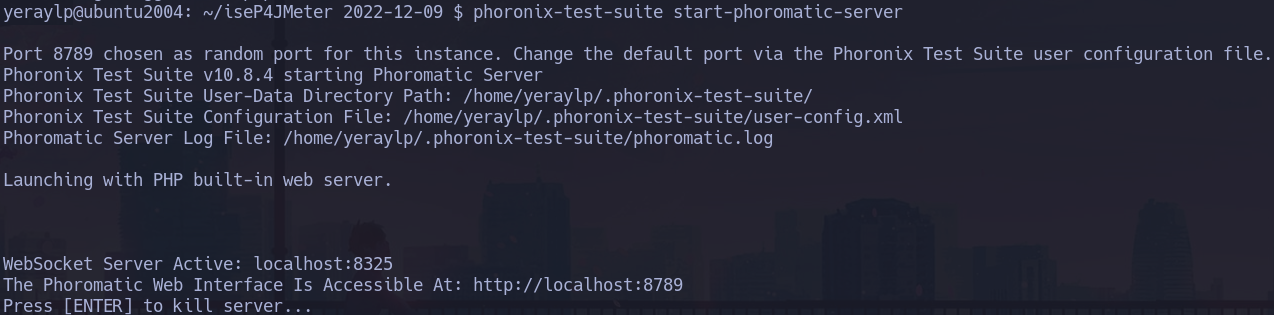 yeraylp@ubuntu2004: ~/iseP4JMeter 2022-12-09 $ phoronix-test-suite start-phoromatic-server
Port 8789 chosen as random port for this instance. Change the default port via the Phoronix Test Suite user configuration file.
Phoronix Test Suite v10.8.4 starting Phoromatic Server
Phoronix Test Suite User-Data Directory Path: /home/yeraylp/.phoronix-test-suite/
Phoronix Test Suite Configuration File: /home/yeraylp/.phoronix-test-suite/user-config.xml
Phoromatic Server Log File: /home/yeraylp/.phoronix-test-suite/phoromatic.log
Launching with PHP built-in web server.
WebSocket Server Active: localhost:8325
The Phoromatic Web Interface Is Accessible At: http://localhost:8789
Press [ENTER] to kill server...